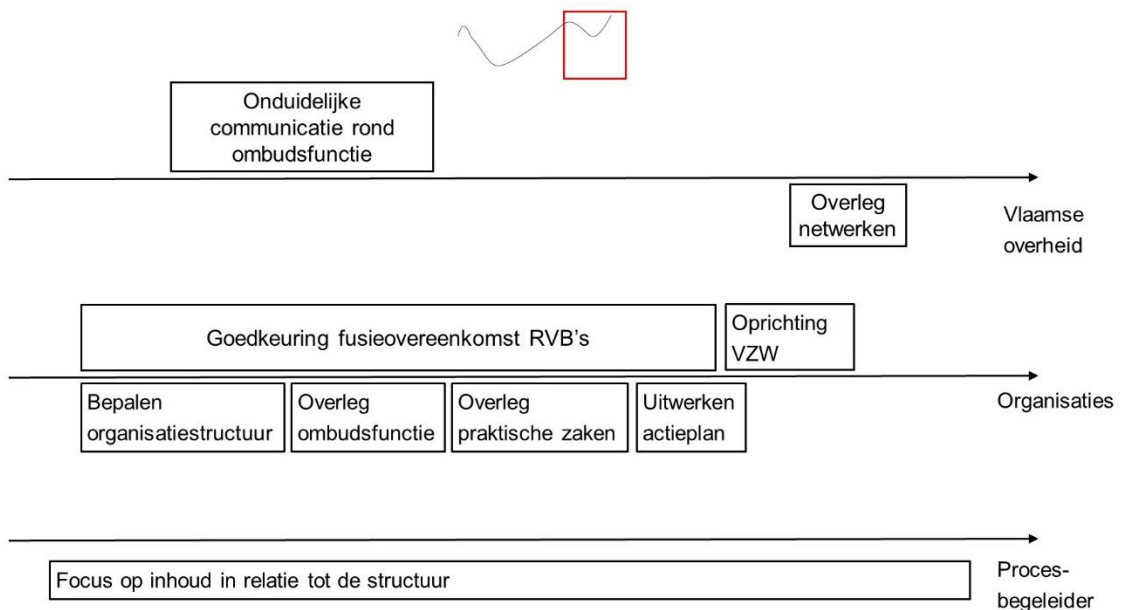 Onduidelijke
communicatie rond
ombudsfunctie
Overleg
netwerken
Vlaamse
overheid
Goedkeuring fusieovereenkomst RVB’s
Oprichting
VZW
Bepalen
organisatiestructuur
Overleg
ombudsfunctie
Overleg
praktische zaken
Uitwerken
actieplan
Organisaties
Focus op inhoud in relatie tot de structuur
Proces-
begeleider